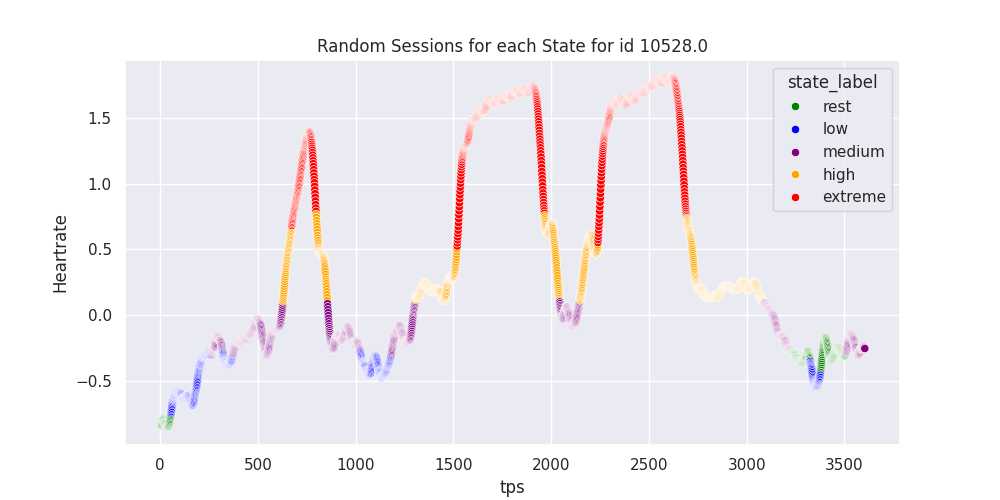 Random Sessions for each State for id 10528.0
state_label
rest
low
medium
high
extreme
Heartrate
1.5
1.0
0.5
0.0
−0.5
0 500 1000 1500 2000 2500 3000 3500
tps